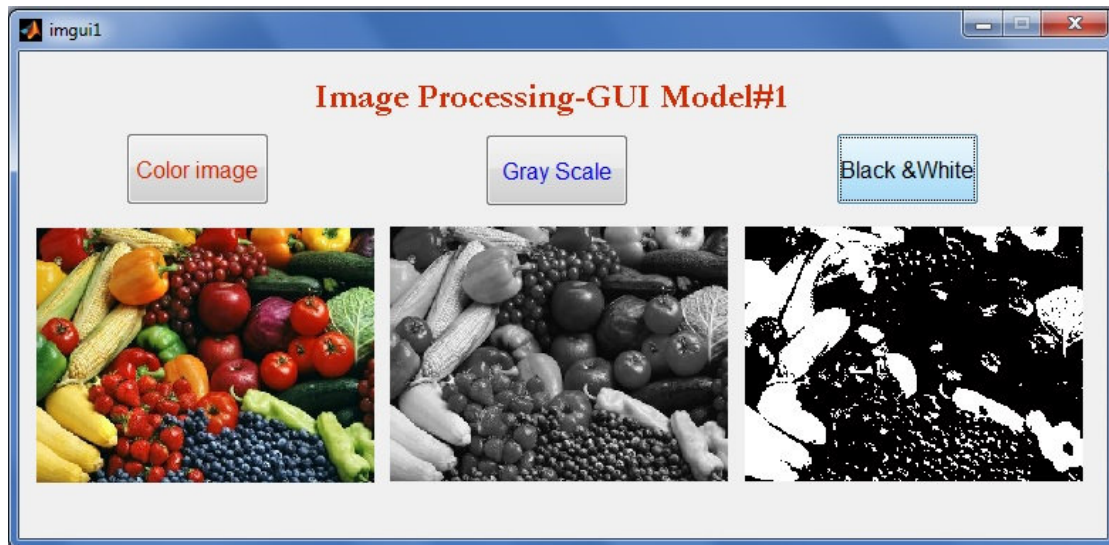 imgui1
Image Processing-GUI Model#1
Color image
Gray Scale
Black &White